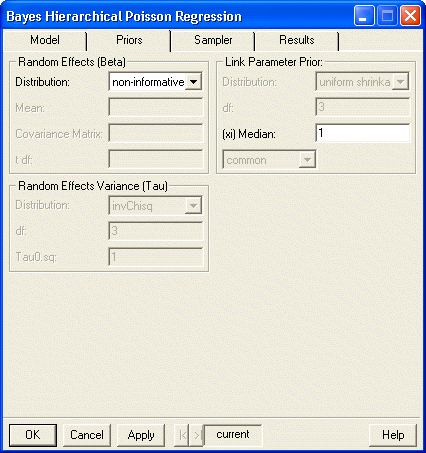 Bayes Hierarchical Poisson Regression
Model Priors Sampler Results
Random Effects (Beta)
Distribution: non-informative
Mean:
Covariance Matrix:
t df:
Random Effects Variance (Tau)
Distribution: invChisq
df: 3
Tau0.sq: 1
Link Parameter Prior:
Distribution: uniform shrinka
df: 3
(xi) Median: 1
common
OK Cancel Apply current Help